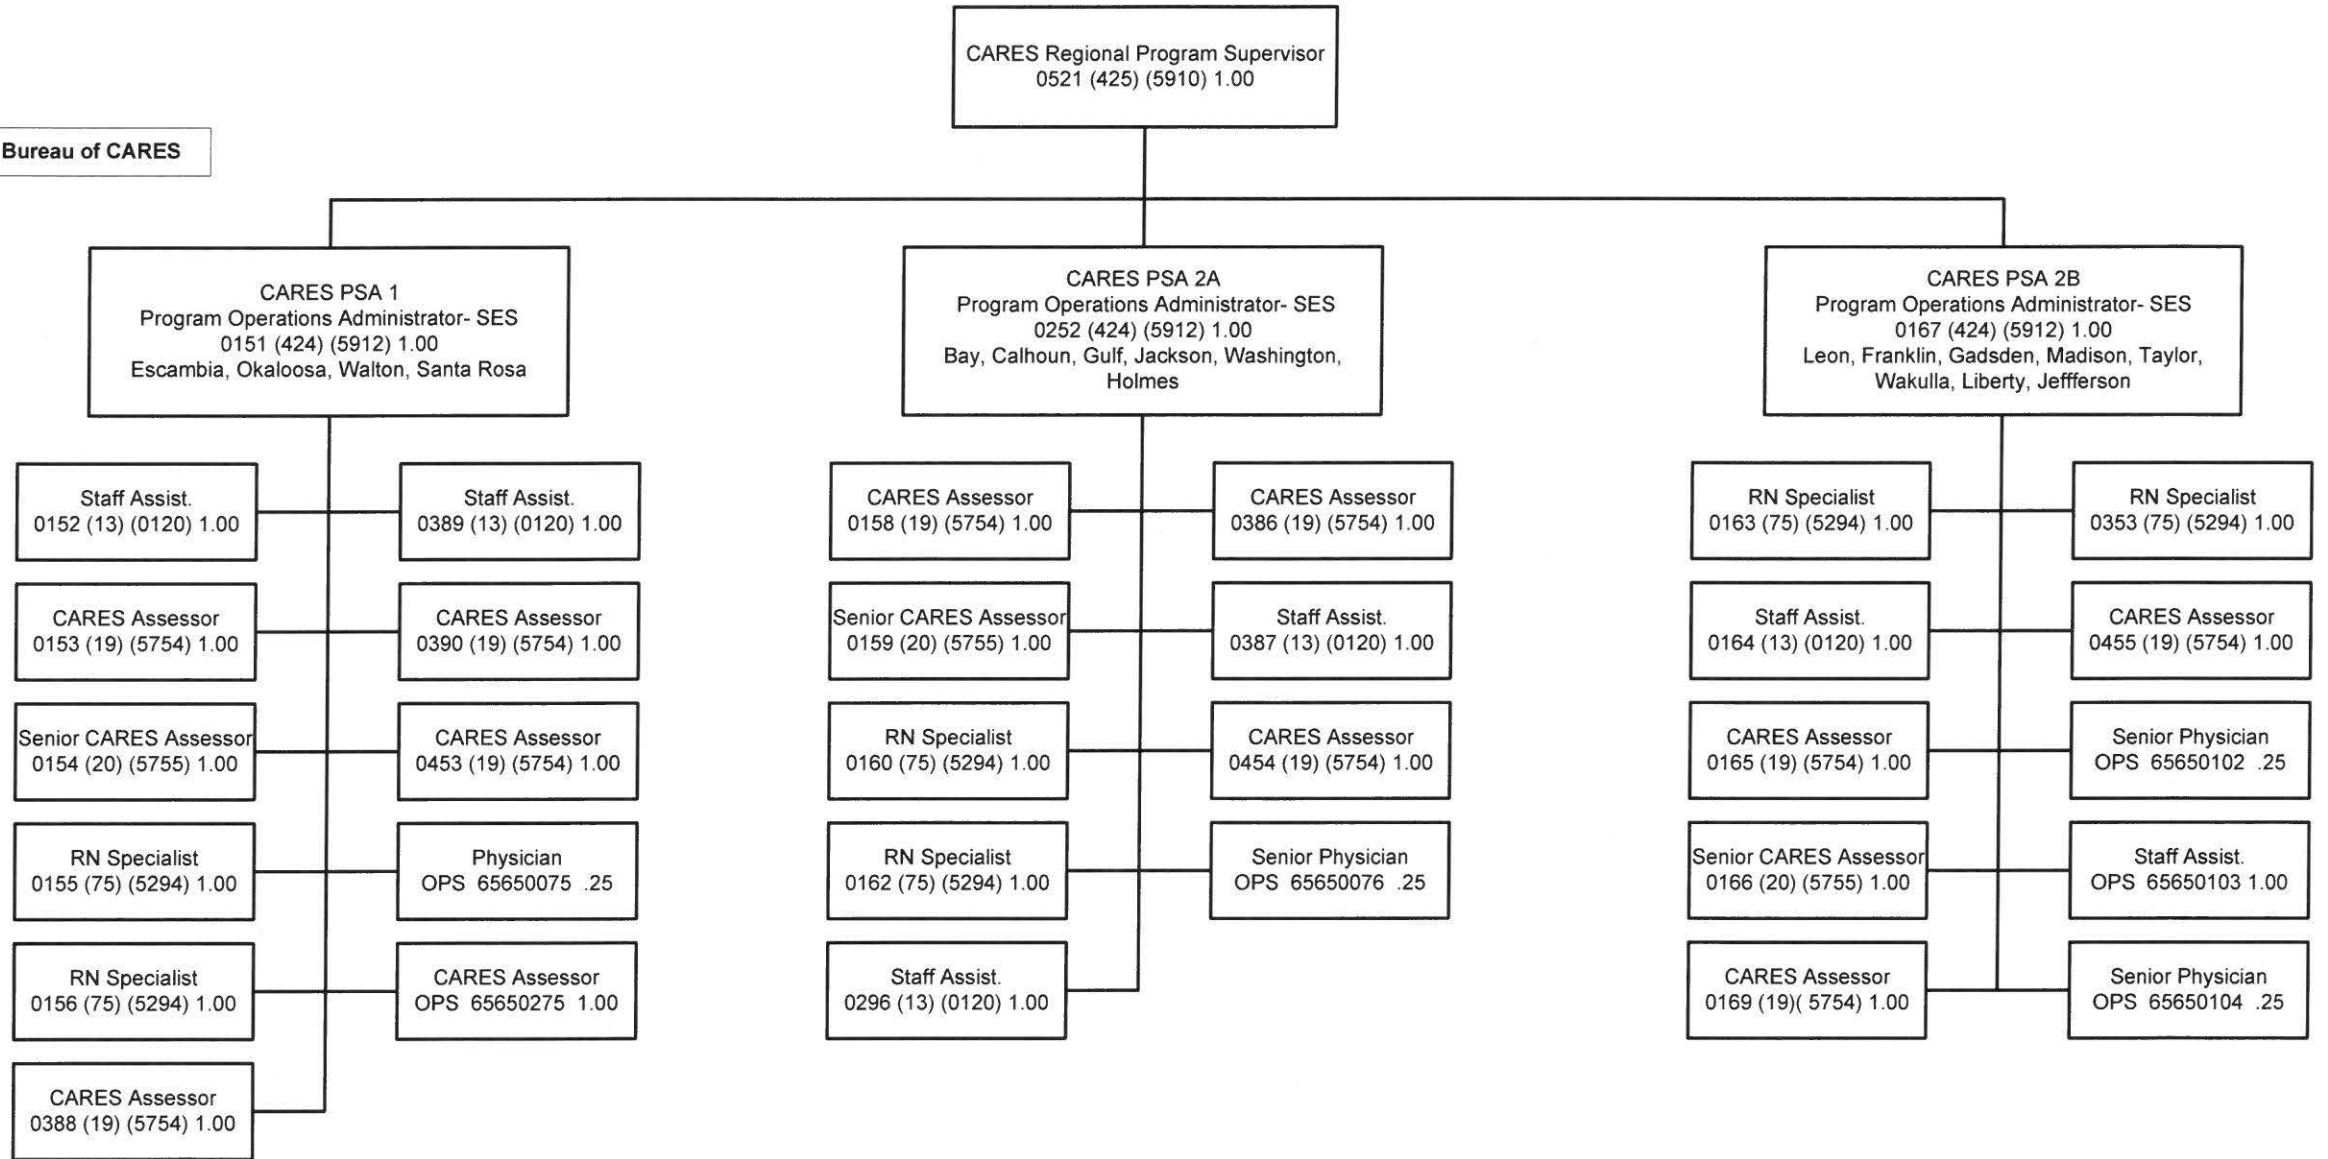 CARES Regional Program Supervisor
0521 (425) (5910) 1.00
Bureau of CARES
CARES PSA 1
Program Operations Administrator- SES
0151 (424) (5912) 1.00
Escambia, Okaloosa, Walton, Santa Rosa
CARES PSA 2A
Program Operations Administrator- SES
0252 (424) (5912) 1.00
Bay, Calhoun, Gulf, Jackson, Washington,
Holmes
CARES PSA 2B
Program Operations Administrator- SES
0167 (424) (5912) 1.00
Leon, Franklin, Gadsden, Madison, Taylor,
Wakulla, Liberty, Jeffferson
Staff Assist.
0152 (13) (0120) 1.00
Staff Assist.
0389 (13) (0120) 1.00
CARES Assessor
0153 (19) (5754) 1.00
CARES Assessor
0390 (19) (5754) 1.00
Senior CARES Assessor
0154 (20) (5755) 1.00
CARES Assessor
0453 (19) (5754) 1.00
RN Specialist
0155 (75) (5294) 1.00
Physician
OPS 65650075 .25
RN Specialist
0156 (75) (5294) 1.00
CARES Assessor
OPS 65650275 1.00
CARES Assessor
0388 (19) (5754) 1.00
CARES Assessor
0158 (19) (5754) 1.00
CARES Assessor
0386 (19) (5754) 1.00
Senior CARES Assessor
0159 (20) (5755) 1.00
Staff Assist.
0387 (13) (0120) 1.00
RN Specialist
0160 (75) (5294) 1.00
CARES Assessor
0454 (19) (5754) 1.00
RN Specialist
0162 (75) (5294) 1.00
Senior Physician
OPS 65650076 .25
Staff Assist.
0296 (13) (0120) 1.00
RN Specialist
0163 (75) (5294) 1.00
RN Specialist
0353 (75) (5294) 1.00
Staff Assist.
0164 (13) (0120) 1.00
CARES Assessor
0455 (19) (5754) 1.00
CARES Assessor
0165 (19) (5754) 1.00
Senior Physician
OPS 65650102 .25
Senior CARES Assessor
0166 (20) (5755) 1.00
Staff Assist.
OPS 65650103 1.00
CARES Assessor
0169 (19)( 5754) 1.00
Senior Physician
OPS 65650104 .25